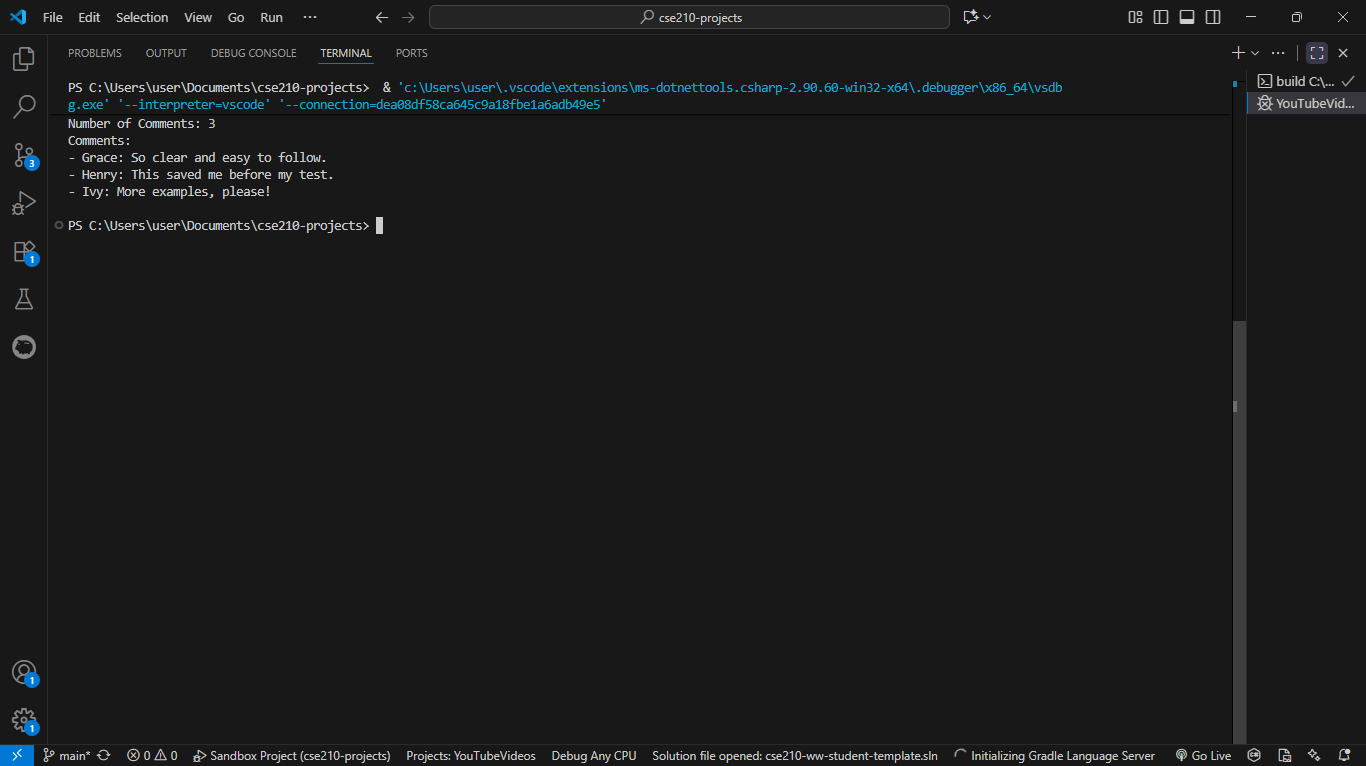 File Edit Selection View Go Run ···
cse210-projects
PROBLEMS OUTPUT DEBUG CONSOLE TERMINAL PORTS
PS C:\Users\user\Documents\cse210-projects>  & 'c:\Users\user\.vscode\extensions\ms-dotnettools.csharp-2.90.60-win32-x64\.debugger\x86_64\vsdb
g.exe' '--interpreter=vscode' '--connection=dea08df58ca645c9a18fbe1a6adb49e5'
Number of Comments: 3
Comments:
- Grace: So clear and easy to follow.
- Henry: This saved me before my test.
- Ivy: More examples, please!
PS C:\Users\user\Documents\cse210-projects>
build C:\...
YouTubeVid...
3
1
1
1
main* 0 0 Sandbox Project (cse210-projects) Projects: YouTubeVideos Debug Any CPU Solution file opened: cse210-ww-student-template.sln Initializing Gradle Language Server Go Live